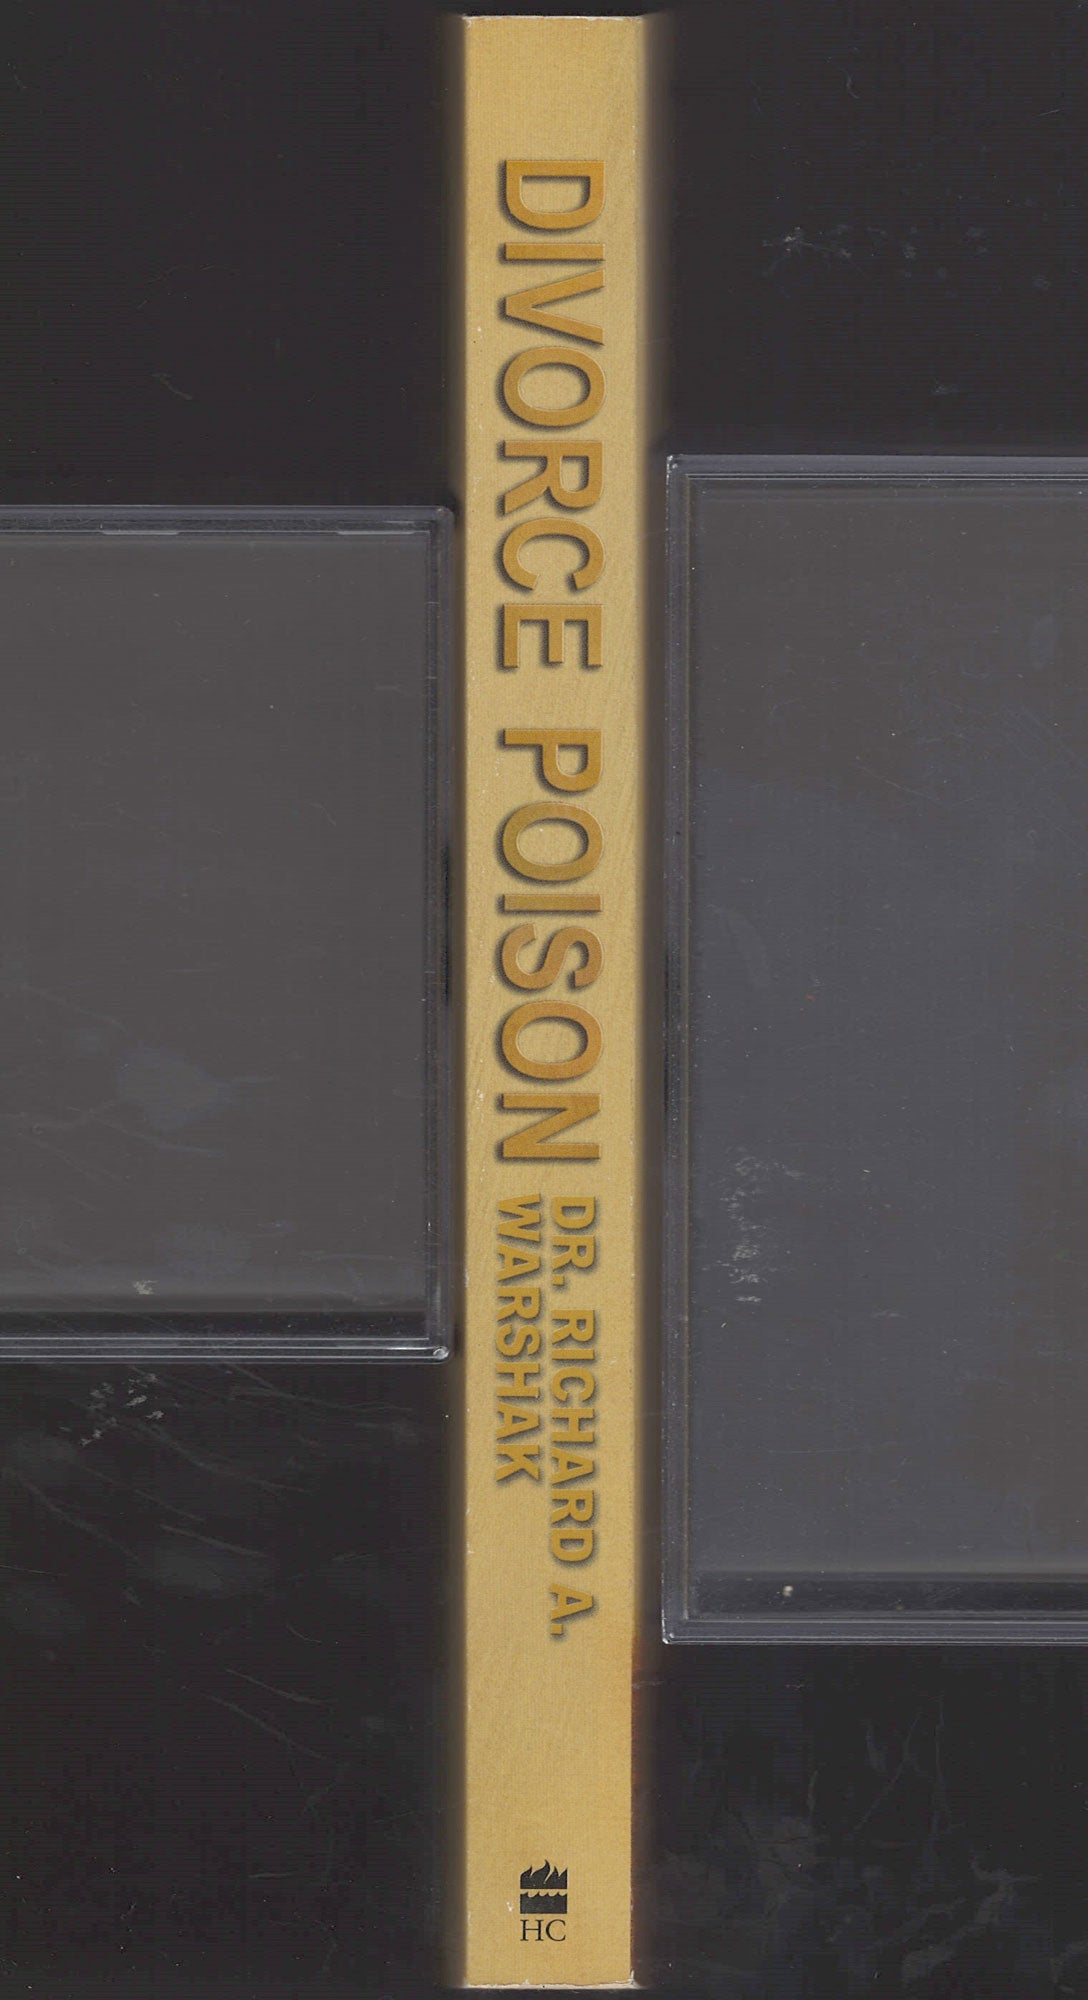 DIVORCE POISON
DR. RICHARD A.
WARSHAK
HC